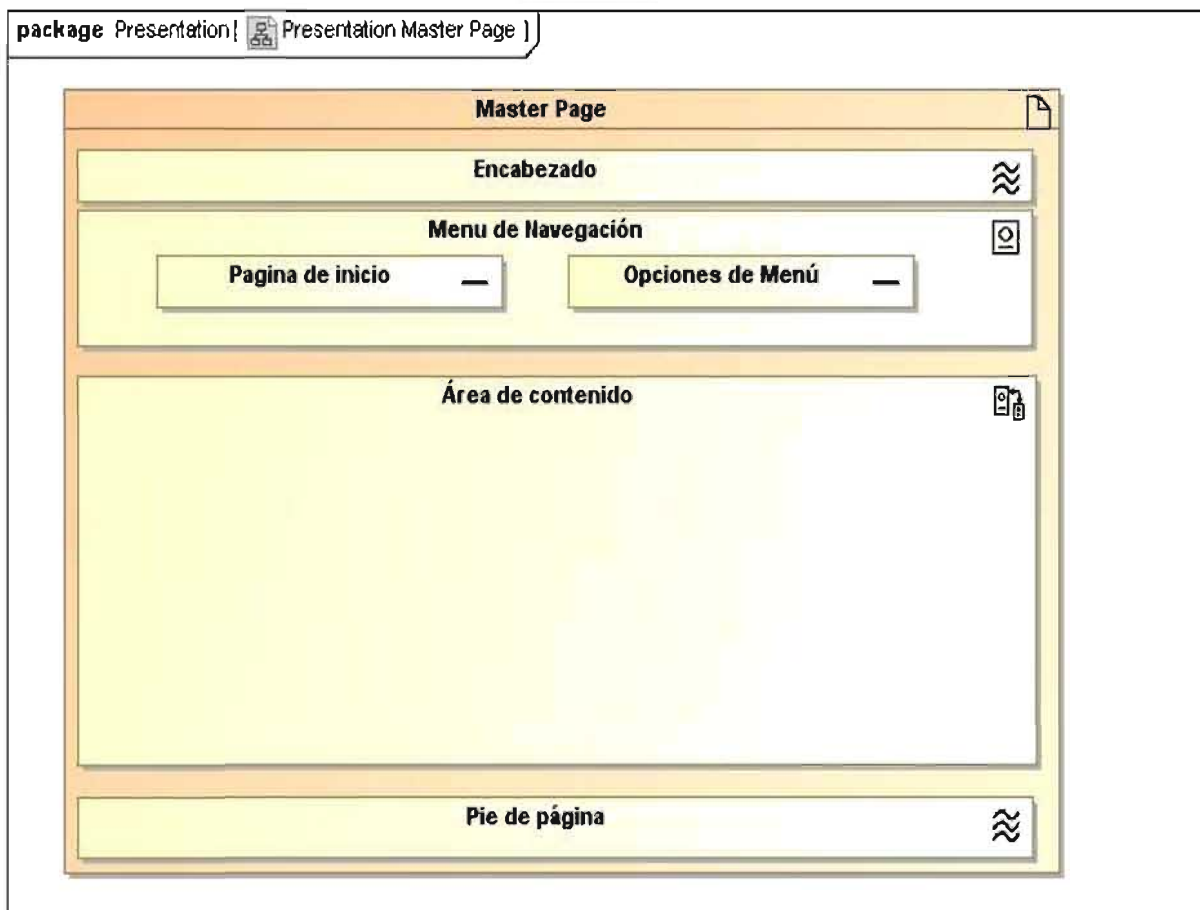 package Presentation[ Presentation Master Page ]
Master Page
Encabezado
Menu de Navegación
Pagina de inicio
Opciones de Menú
Área de contenido
Pie de página